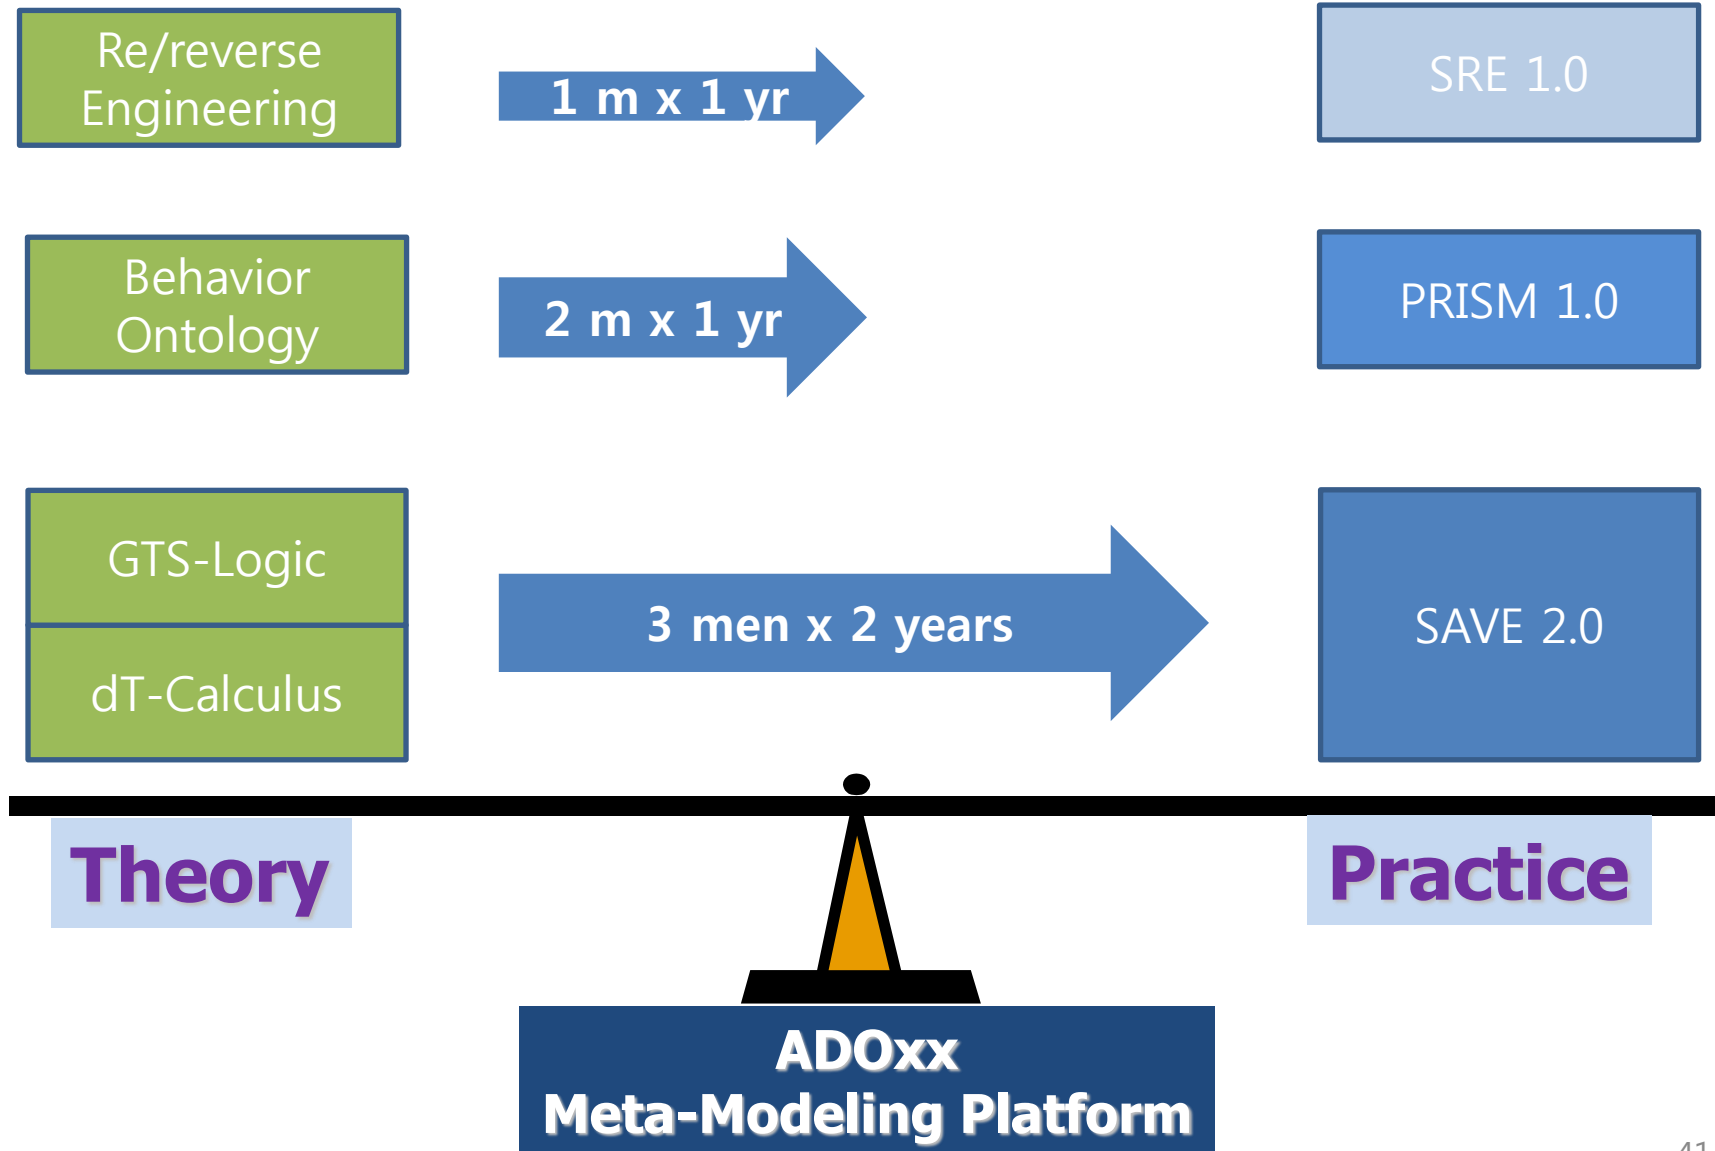 Re/reverse
Engineering
1 m x 1 yr
SRE 1.0
Behavior
Ontology
2 m x 1 yr
PRISM 1.0
GTS-Logic
dT-Calculus
3 men x 2 years
SAVE 2.0
Theory
Practice
ADOxx
Meta-Modeling Platform
41